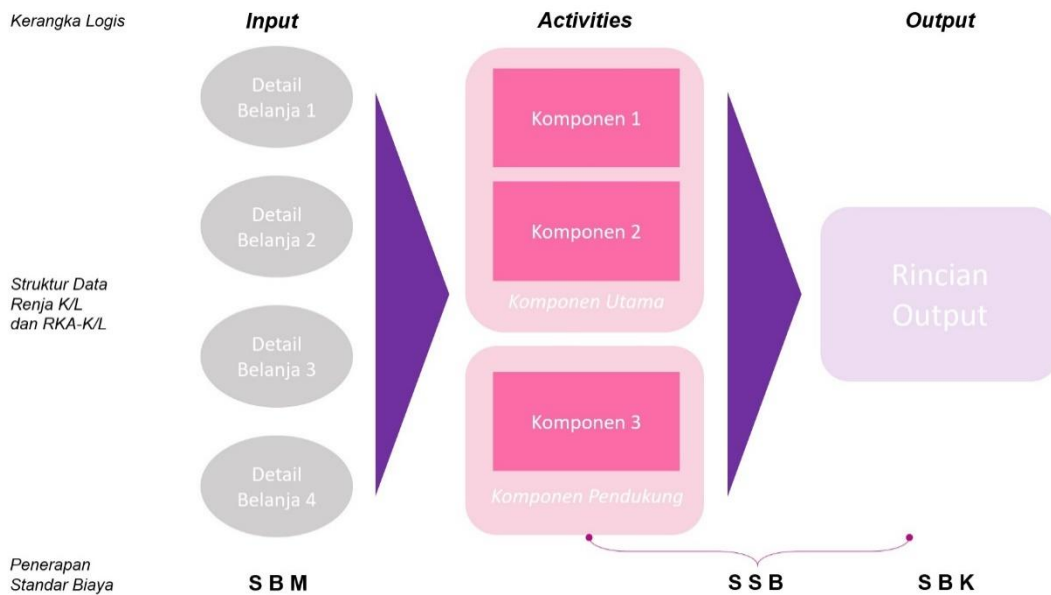 Kerangka Logis
Input
Activities
Output
Detail
Belanja 1
Detail
Belanja 2
Detail
Belanja 3
Detail
Belanja 4
Komponen 1
Komponen 2
Komponen Utama
Komponen 3
Komponen Pendukung
Rincian
Output
Struktur Data
Renja K/L
dan RKA-K/L
Penerapan
Standar Biaya
S B M
S S B
S B K